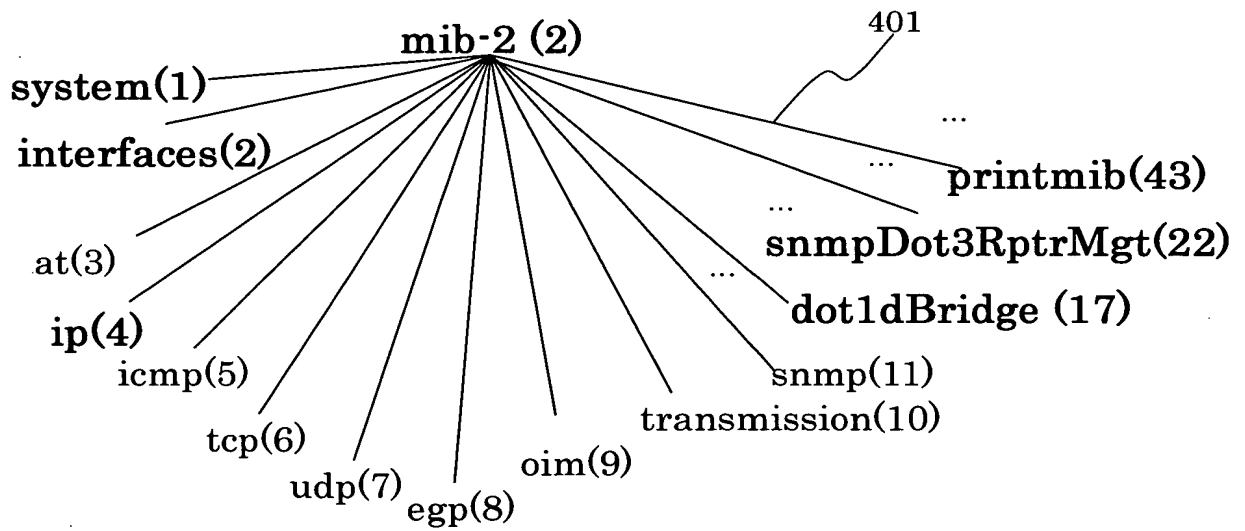 401
mib-2 (2)
system(1)
interfaces(2)
...
...
printmib(43)
...
snmpDot3RptrMgt(22)
at(3)
...
dot1dBridge (17)
ip(4)
icmp(5)
snmp(11)
transmission(10)
tcp(6)
oim(9)
udp(7)
egp(8)